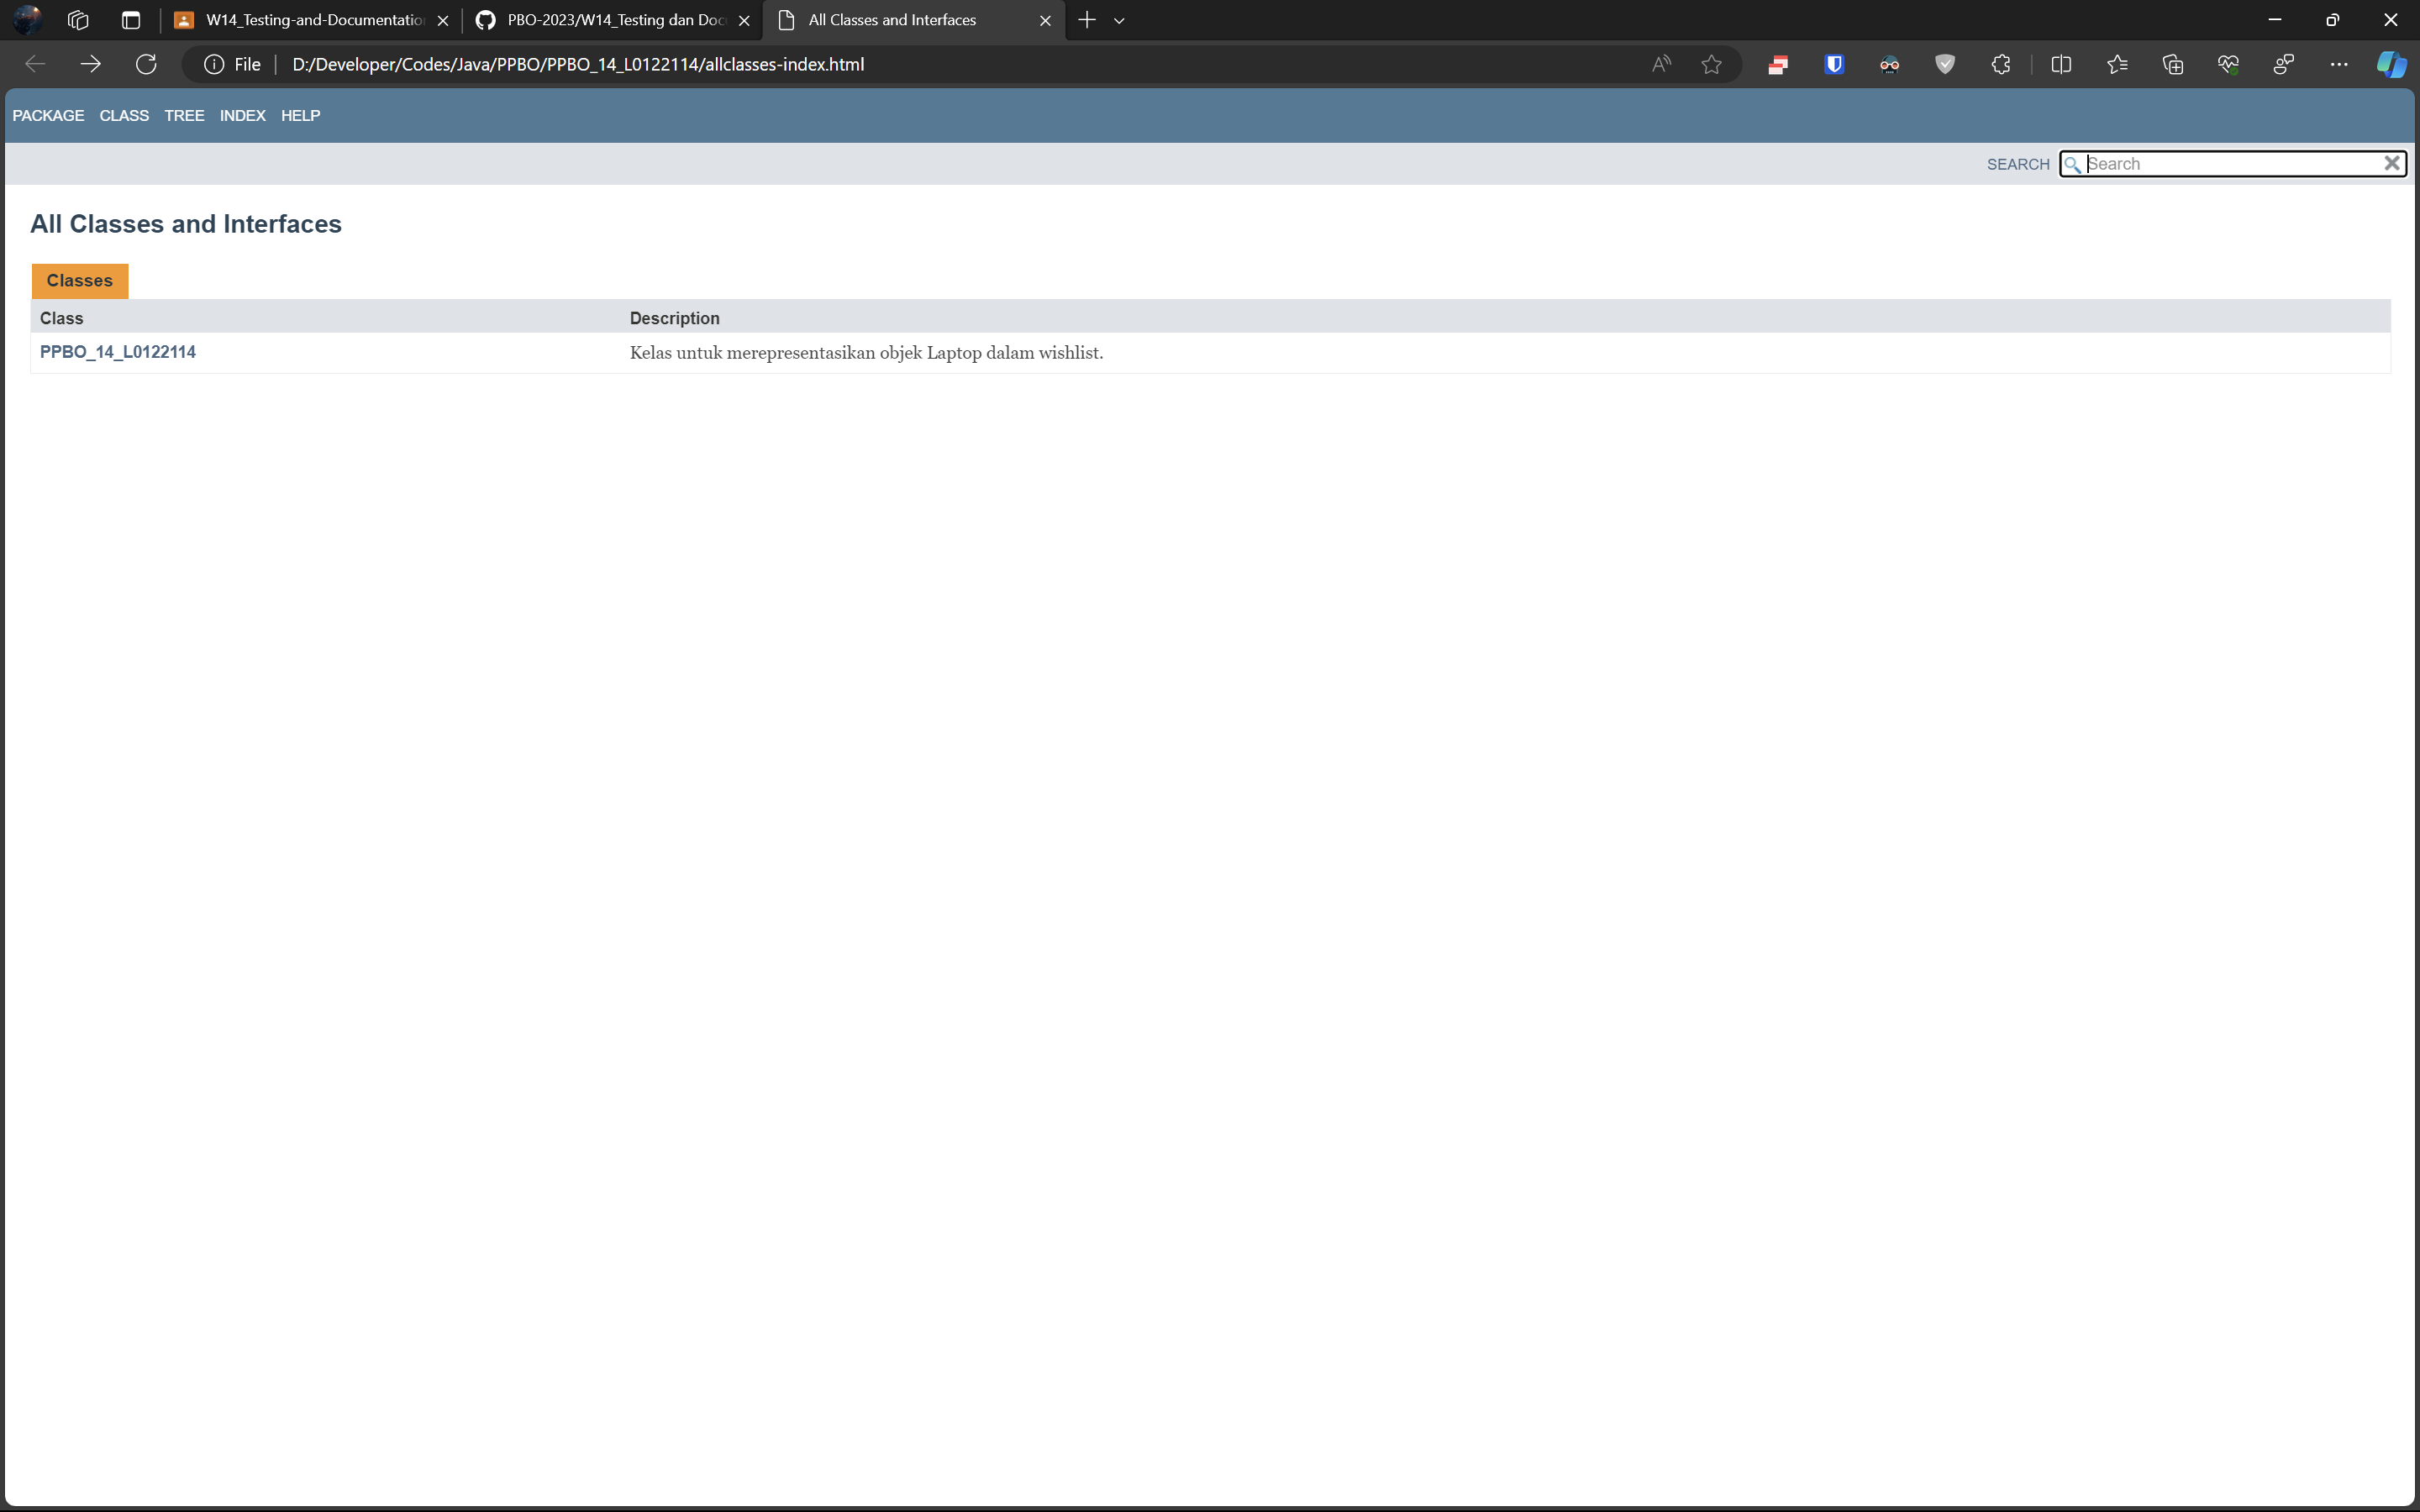 W14_Testing-and-Documentation
PBO-2023/W14_Testing dan Doc
All Classes and Interfaces
File
D:/Developer/Codes/Java/PPBO/PPBO_14_L0122114/allclasses-index.html
PACKAGE CLASS TREE INDEX HELP
SEARCH Search
All Classes and Interfaces
Classes
Class Description
PPBO_14_L0122114 Kelas untuk merepresentasikan objek Laptop dalam wishlist.